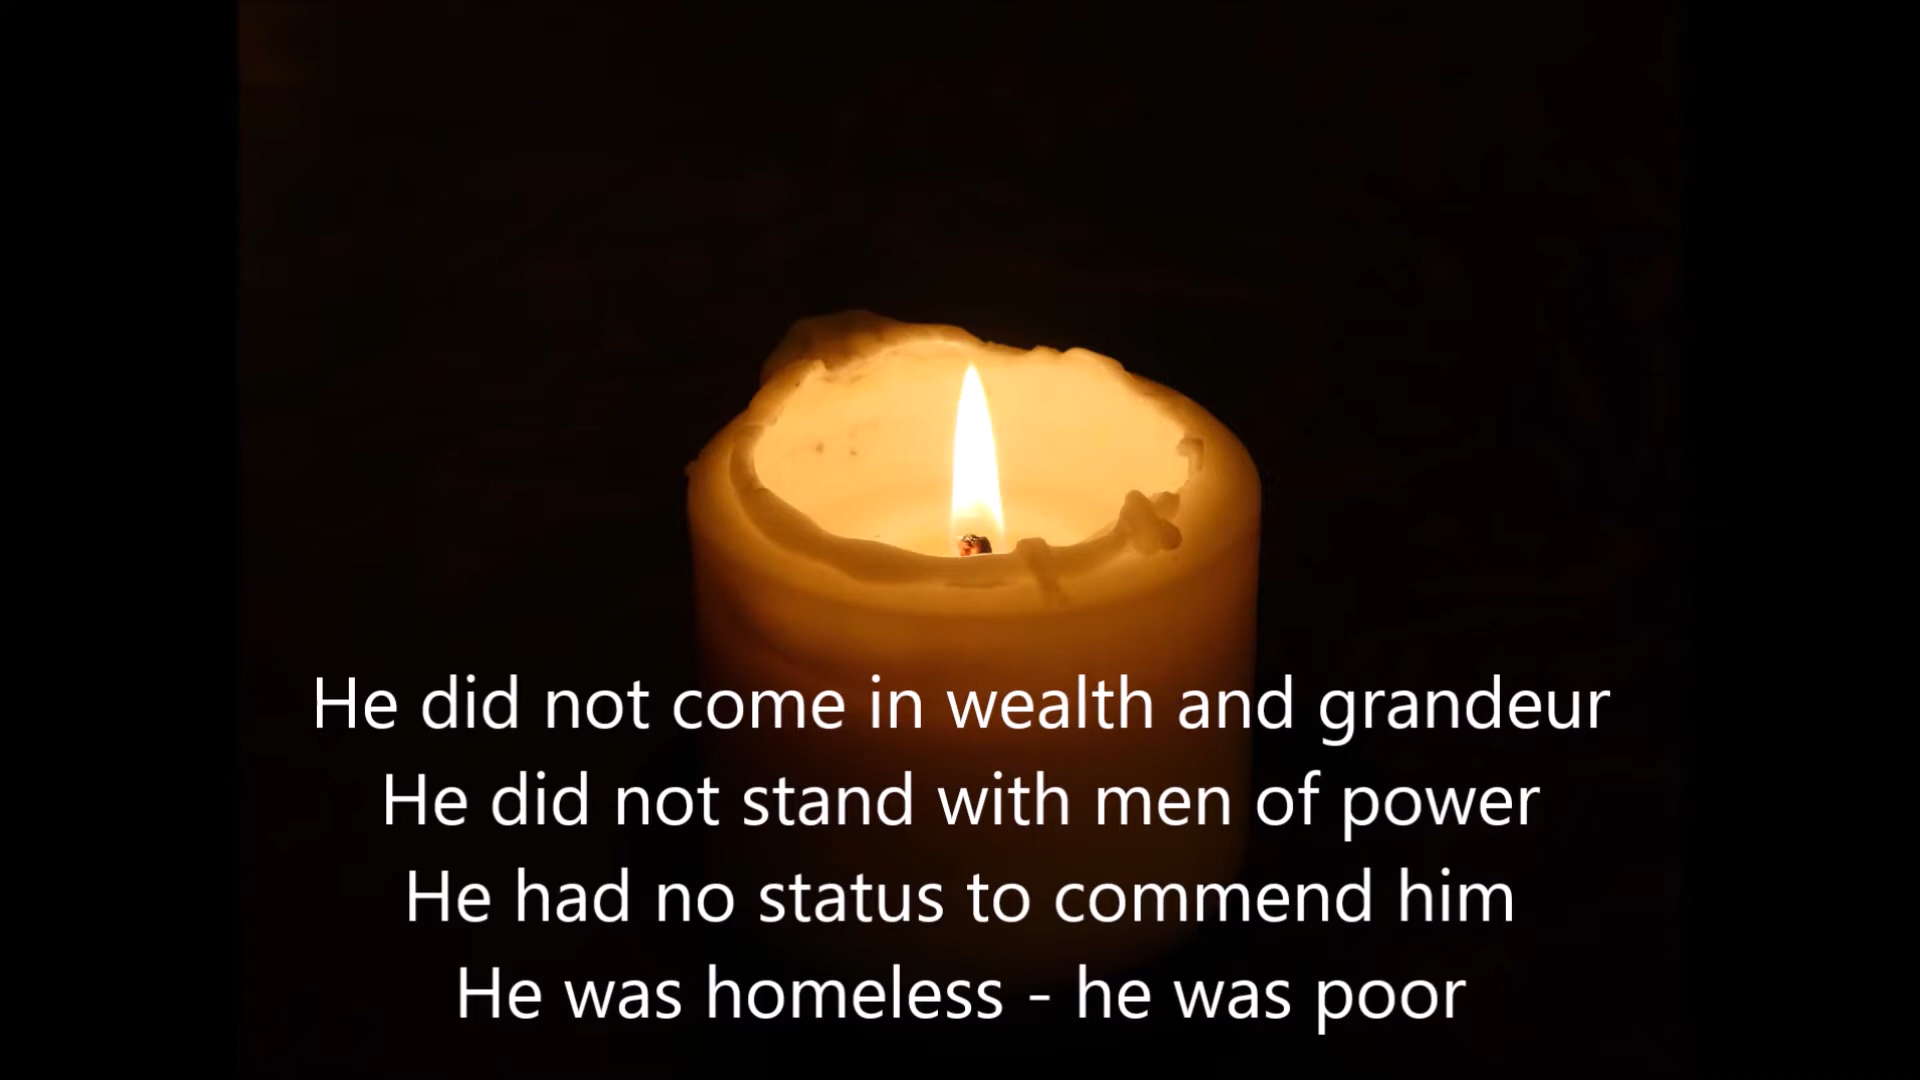 He did not come in wealth and grandeur
He did not stand with men of power
He had no status to commend him
He was homeless - he was poor